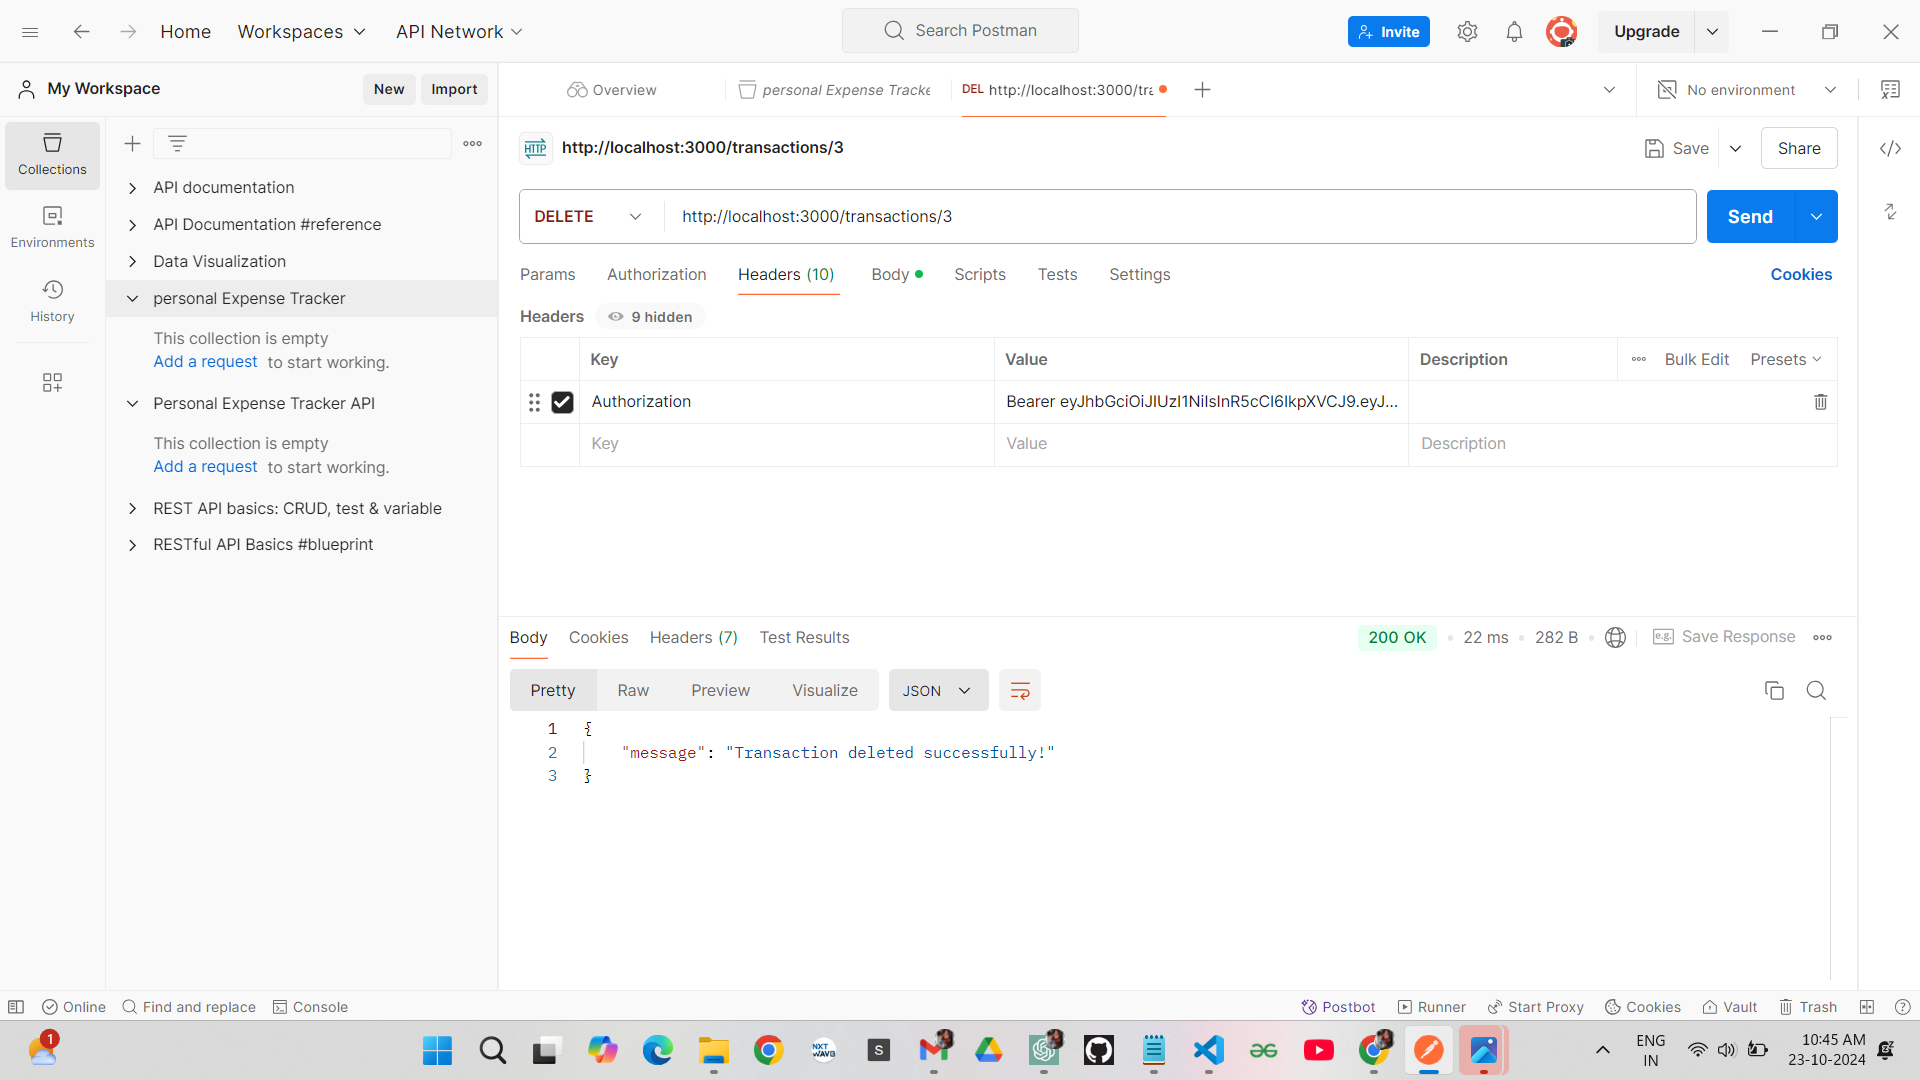 Home Workspaces API Network Search Postman Invite Upgrade
My Workspace New Import
Overview personal Expense Tracke DEL http://localhost:3000/tra No environment
Collections
Environments
History
API documentation
API Documentation #reference
Data Visualization
personal Expense Tracker
This collection is empty
Add a request to start working.
Personal Expense Tracker API
This collection is empty
Add a request to start working.
REST API basics: CRUD, test & variable
RESTful API Basics #blueprint
HTTP http://localhost:3000/transactions/3 Save Share
DELETE http://localhost:3000/transactions/3 Send
Params Authorization Headers (10) Body Scripts Tests Settings Cookies
Headers 9 hidden
Key Value Description Bulk Edit Presets
Authorization Bearer eyJhbGciOiJIUzI1NiIsInR5cCI6IkpXVCJ9.eyJ...
Key Value Description
Body Cookies Headers (7) Test Results 200 OK 22 ms 282 B e.g. Save Response
Pretty Raw Preview Visualize JSON
1 {
2 "message": "Transaction deleted successfully!"
3 }
Online Find and replace Console Postbot Runner Start Proxy Cookies Vault Trash
1 NXT WAVE S ENG 10:45 AM
IN 23-10-2024